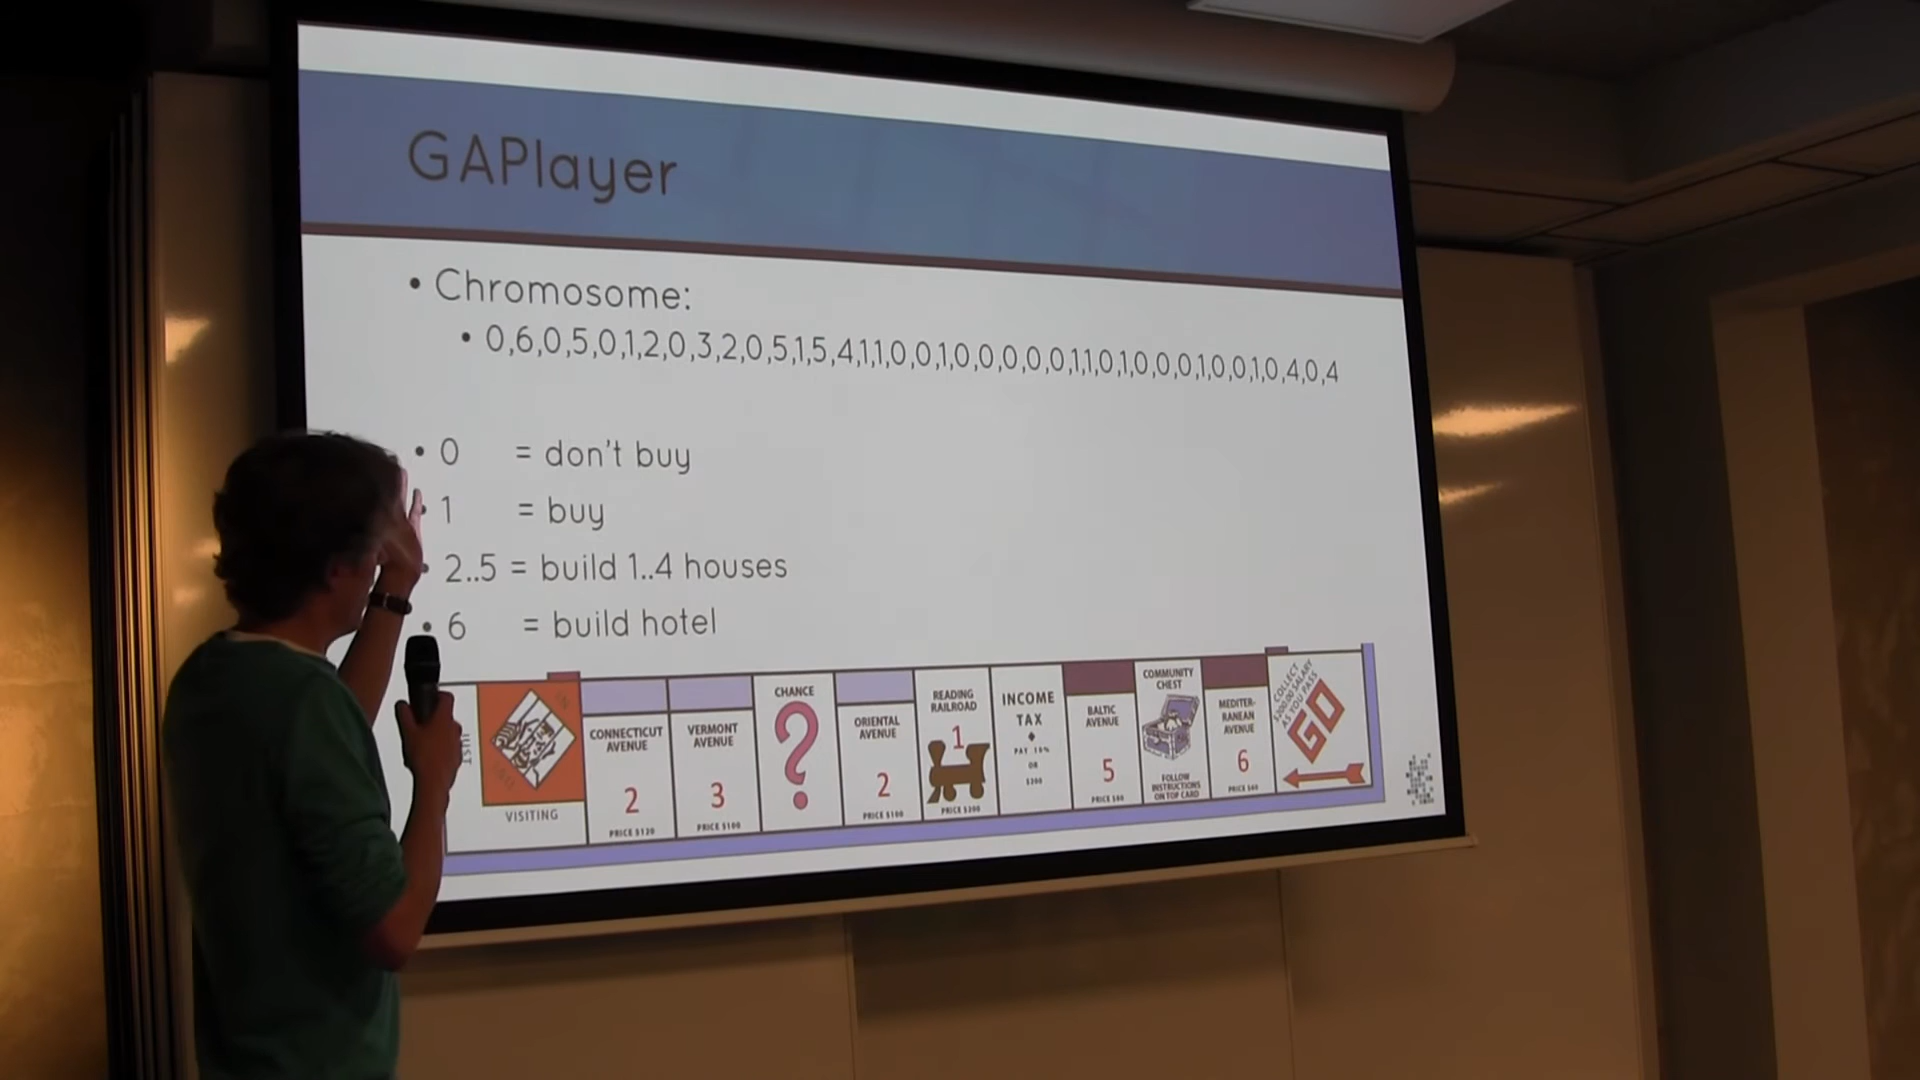 GAPlayer
• Chromosome:
• 0,6,0,5,0,1,2,0,3,2,0,5,1,5,4,1,1,0,0,1,0,0,0,0,0,1,1,0,1,0,0,0,1,0,0,1,0,4,0,4
• 0 = don't buy
• 1 = buy
• 2..5 = build 1..4 houses
• 6 = build hotel
JUST
VISITING
CONNECTICUT
AVENUE
2
PRICE $120
VERMONT
AVENUE
3
PRICE $100
CHANCE
?
ORIENTAL
AVENUE
2
PRICE $100
READING
RAILROAD
1
PRICE $200
INCOME
TAX
PAY 10%
OR
$200
BALTIC
AVENUE
5
PRICE $60
COMMUNITY
CHEST
FOLLOW
INSTRUCTIONS
ON TOP CARD
MEDITER-
RANEAN
AVENUE
6
PRICE $60
COLLECT
$200.00 SALARY
AS YOU PASS
GO